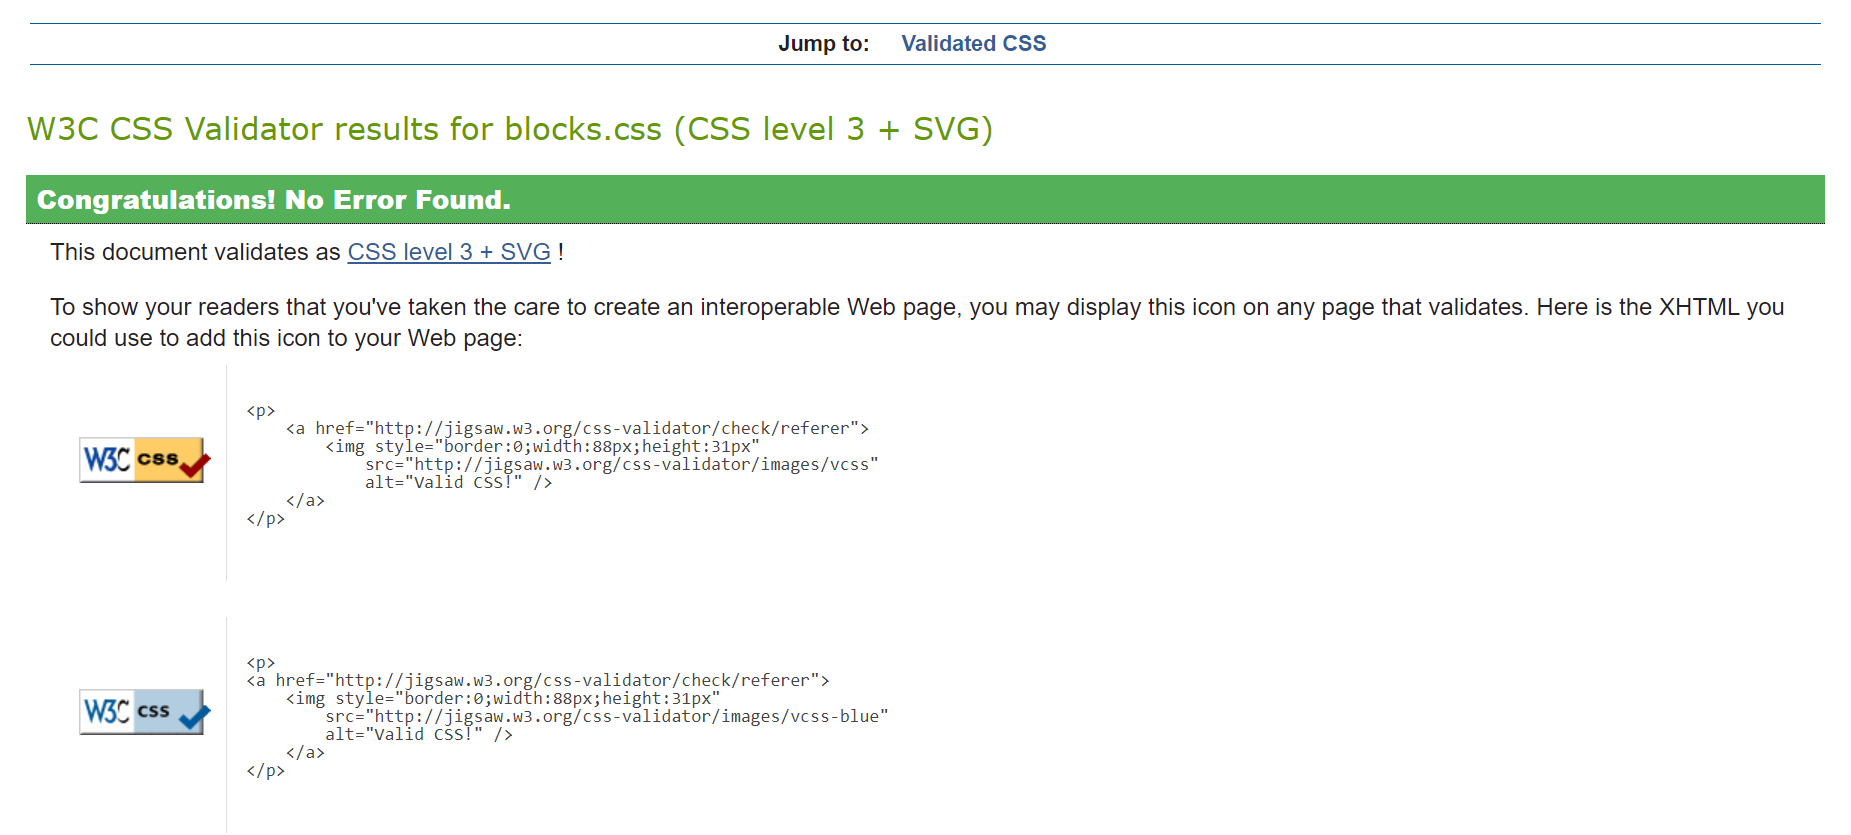 Jump to: Validated CSS
W3C CSS Validator results for blocks.css (CSS level 3 + SVG)
Congratulations! No Error Found.
This document validates as CSS level 3 + SVG !
To show your readers that you've taken the care to create an interoperable Web page, you may display this icon on any page that validates. Here is the XHTML you
could use to add this icon to your Web page:
W3C css
<p>
<a href="http://jigsaw.w3.org/css-validator/check/referer">
<img style="border:0;width:88px;height:31px"
src="http://jigsaw.w3.org/css-validator/images/vcss"
alt="Valid CSS!" />
</a>
</p>
W3C css
<p>
<a href="http://jigsaw.w3.org/css-validator/check/referer">
<img style="border:0;width:88px;height:31px"
src="http://jigsaw.w3.org/css-validator/images/vcss-blue"
alt="Valid CSS!" />
</a>
</p>